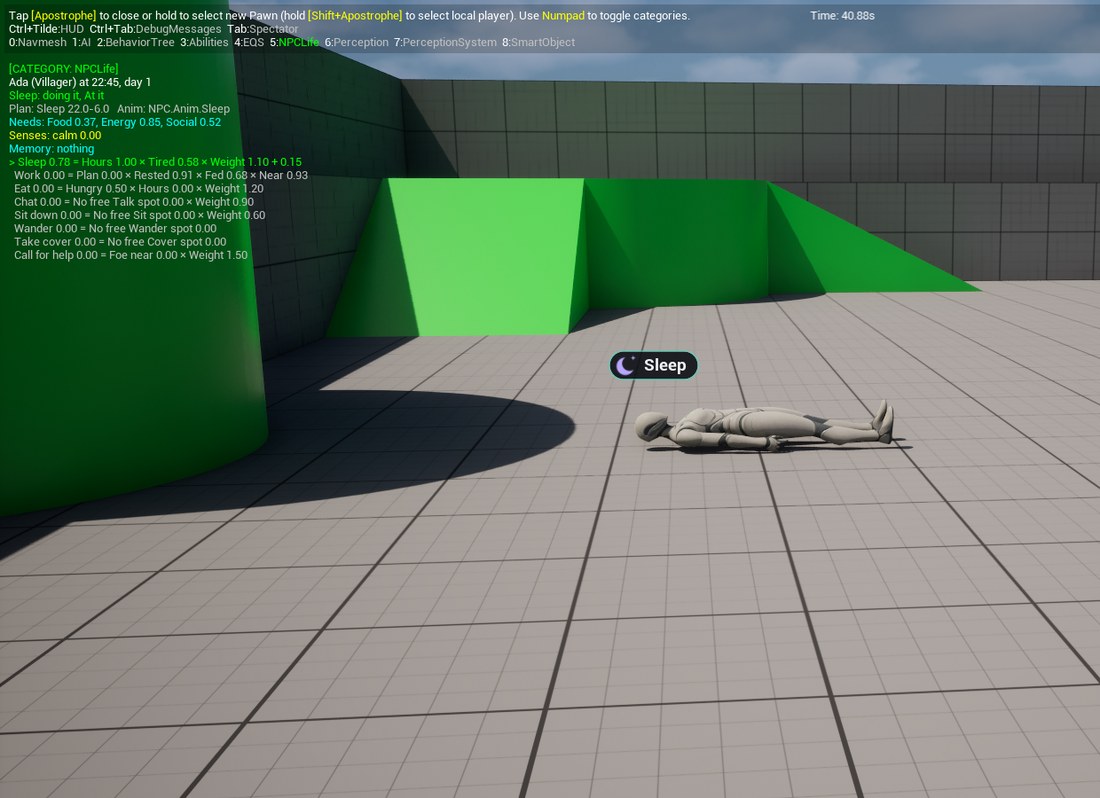 Tap [Apostrophe] to close or hold to select new Pawn (hold [Shift+Apostrophe] to select local player). Use Numpad to toggle categories. Time: 40.88s
Ctrl+Tilde:HUD Ctrl+Tab:DebugMessages Tab:Spectator
0:Navmesh 1:AI 2:BehaviorTree 3:Abilities 4:EQS 5:NPCLife 6:Perception 7:PerceptionSystem 8:SmartObject
[CATEGORY: NPCLife]
Ada (Villager) at 22:45, day 1
Sleep: doing it, At it
Plan: Sleep 22.0-6.0 Anim: NPC.Anim.Sleep
Needs: Food 0.37, Energy 0.85, Social 0.52
Senses: calm 0.00
Memory: nothing
> Sleep 0.78 = Hours 1.00 × Tired 0.58 × Weight 1.10 + 0.15
Work 0.00 = Plan 0.00 × Rested 0.91 × Fed 0.68 × Near 0.93
Eat 0.00 = Hungry 0.50 × Hours 0.00 × Weight 1.20
Chat 0.00 = No free Talk spot 0.00 × Weight 0.90
Sit down 0.00 = No free Sit spot 0.00 × Weight 0.60
Wander 0.00 = No free Wander spot 0.00
Take cover 0.00 = No free Cover spot 0.00
Call for help 0.00 = Foe near 0.00 × Weight 1.50
Sleep